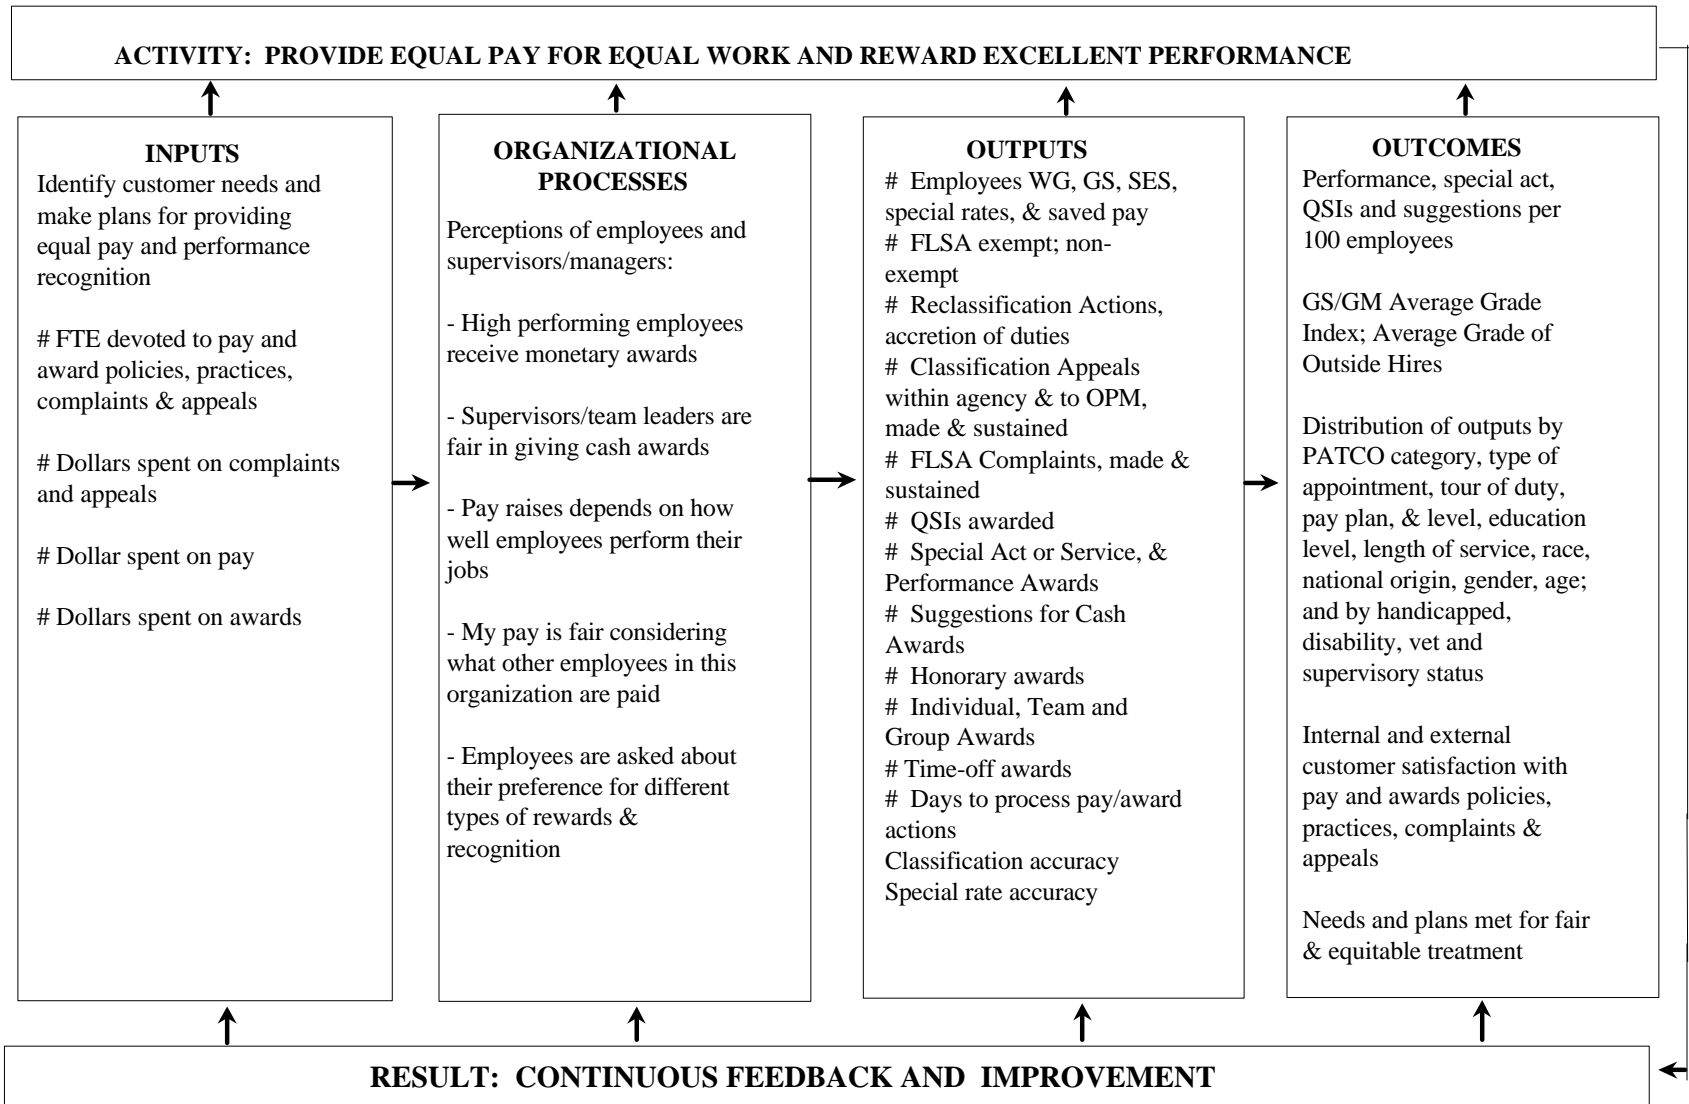 ACTIVITY: PROVIDE EQUAL PAY FOR EQUAL WORK AND REWARD EXCELLENT PERFORMANCE
INPUTS
Identify customer needs and
make plans for providing
equal pay and performance
recognition
# FTE devoted to pay and
award policies, practices,
complaints & appeals
# Dollars spent on complaints
and appeals
# Dollar spent on pay
# Dollars spent on awards
ORGANIZATIONAL
PROCESSES
Perceptions of employees and
supervisors/managers:
- High performing employees
receive monetary awards
- Supervisors/team leaders are
fair in giving cash awards
- Pay raises depends on how
well employees perform their
jobs
- My pay is fair considering
what other employees in this
organization are paid
- Employees are asked about
their preference for different
types of rewards &
recognition
OUTPUTS
# Employees WG, GS, SES,
special rates, & saved pay
# FLSA exempt; non-
exempt
# Reclassification Actions,
accretion of duties
# Classification Appeals
within agency & to OPM,
made & sustained
# FLSA Complaints, made &
sustained
# QSIs awarded
# Special Act or Service, &
Performance Awards
# Suggestions for Cash
Awards
# Honorary awards
# Individual, Team and
Group Awards
# Time-off awards
# Days to process pay/award
actions
Classification accuracy
Special rate accuracy
OUTCOMES
Performance, special act,
QSIs and suggestions per
100 employees
GS/GM Average Grade
Index; Average Grade of
Outside Hires
Distribution of outputs by
PATCO category, type of
appointment, tour of duty,
pay plan, & level, education
level, length of service, race,
national origin, gender, age;
and by handicapped,
disability, vet and
supervisory status
Internal and external
customer satisfaction with
pay and awards policies,
practices, complaints &
appeals
Needs and plans met for fair
& equitable treatment
RESULT: CONTINUOUS FEEDBACK AND IMPROVEMENT